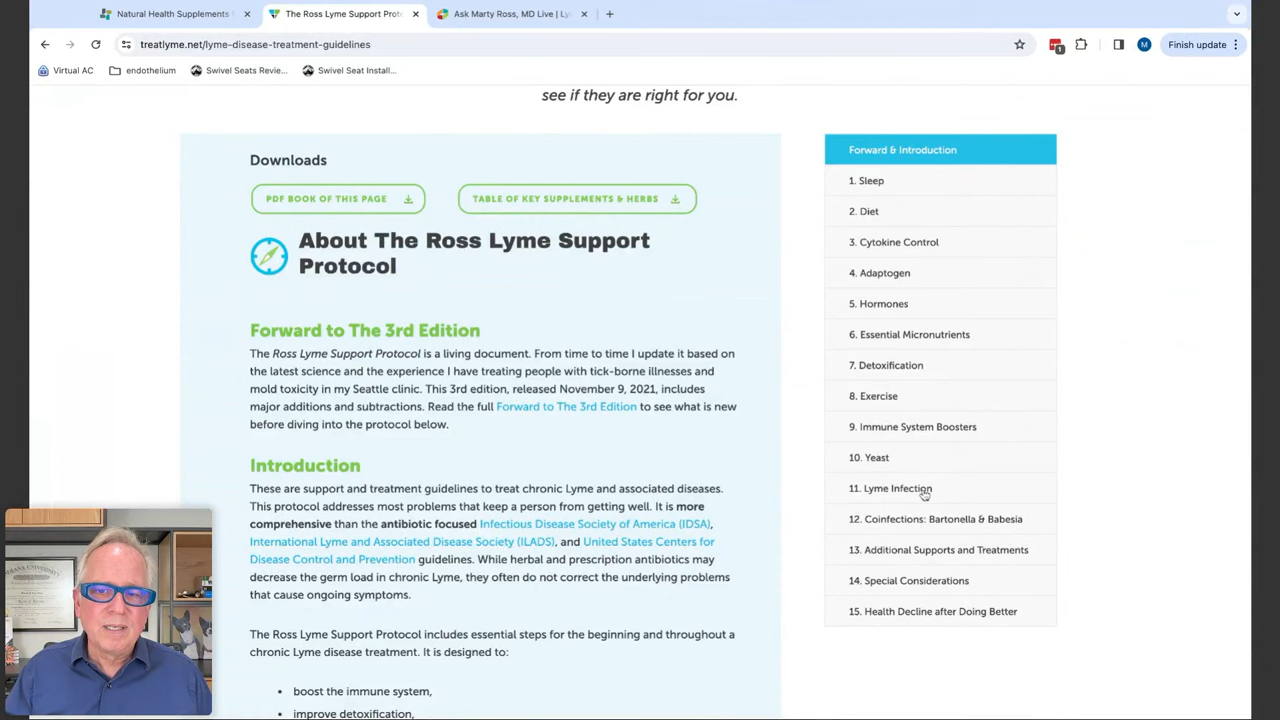 Natural Health Supplements
The Ross Lyme Support Prot
Ask Marty Ross, MD Live | Ly
treatlyme.net/lyme-disease-treatment-guidelines
1
M
Finish update
Virtual AC
endothelium
Swivel Seats Revie...
Swivel Seat Install...
see if they are right for you.
Downloads
PDF BOOK OF THIS PAGE
TABLE OF KEY SUPPLEMENTS & HERBS
About The Ross Lyme Support
Protocol
Forward to The 3rd Edition
The Ross Lyme Support Protocol is a living document. From time to time I update it based on
the latest science and the experience I have treating people with tick-borne illnesses and
mold toxicity in my Seattle clinic. This 3rd edition, released November 9, 2021, includes
major additions and subtractions. Read the full Forward to The 3rd Edition to see what is new
before diving into the protocol below.
Introduction
These are support and treatment guidelines to treat chronic Lyme and associated diseases.
This protocol addresses most problems that keep a person from getting well. It is more
comprehensive than the antibiotic focused Infectious Disease Society of America (IDSA),
International Lyme and Associated Disease Society (ILADS), and United States Centers for
Disease Control and Prevention guidelines. While herbal and prescription antibiotics may
decrease the germ load in chronic Lyme, they often do not correct the underlying problems
that cause ongoing symptoms.
The Ross Lyme Support Protocol includes essential steps for the beginning and throughout a
chronic Lyme disease treatment. It is designed to:
• boost the immune system,
• improve detoxification,
Forward & Introduction
1. Sleep
2. Diet
3. Cytokine Control
4. Adaptogen
5. Hormones
6. Essential Micronutrients
7. Detoxification
8. Exercise
9. Immune System Boosters
10. Yeast
11. Lyme Infection
12. Coinfections: Bartonella & Babesia
13. Additional Supports and Treatments
14. Special Considerations
15. Health Decline after Doing Better